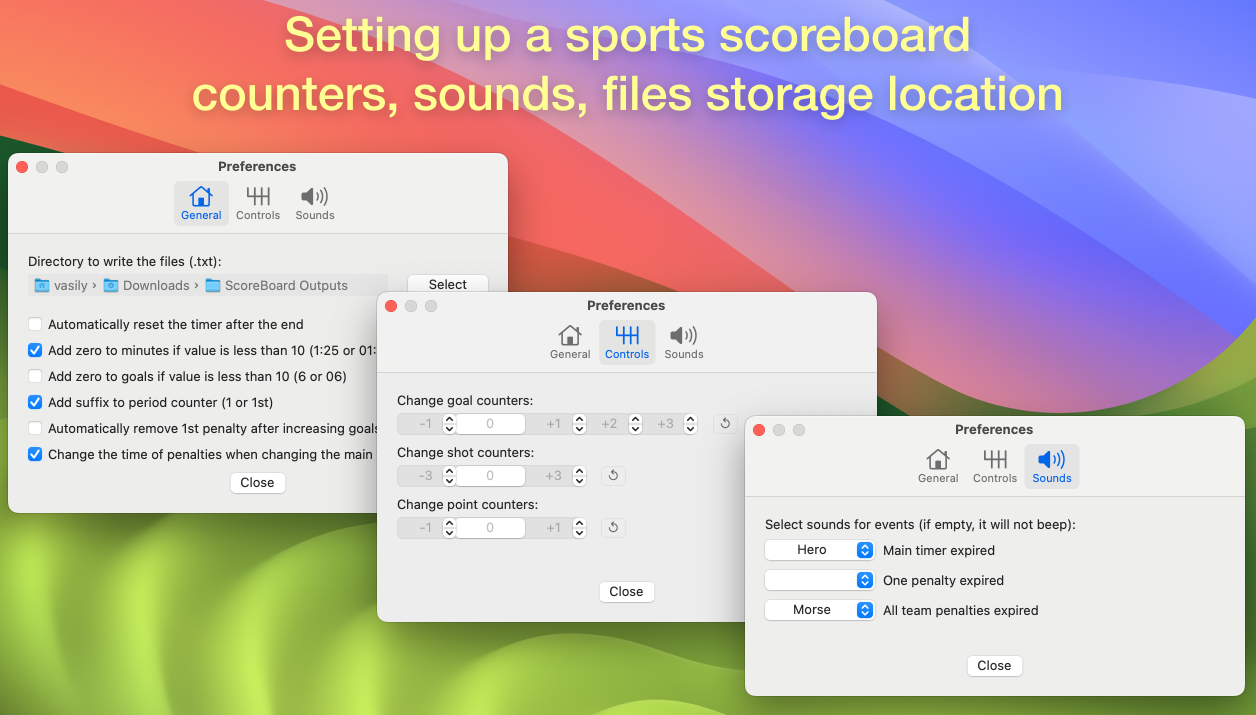 Setting up a sports scoreboard
counters, sounds, files storage location
Preferences
General Controls Sounds
Directory to write the files (.txt):
vasily › Downloads › ScoreBoard Outputs
Select
Automatically reset the timer after the end
Add zero to minutes if value is less than 10 (1:25 or 01:
Add zero to goals if value is less than 10 (6 or 06)
Add suffix to period counter (1 or 1st)
Automatically remove 1st penalty after increasing goals
Change the time of penalties when changing the main
Close
Preferences
General Controls Sounds
Change goal counters:
-1 0 +1 +2 +3
Change shot counters:
-3 0 +3
Change point counters:
-1 0 +1
Close
Preferences
General Controls Sounds
Select sounds for events (if empty, it will not beep):
Hero Main timer expired
One penalty expired
Morse All team penalties expired
Close